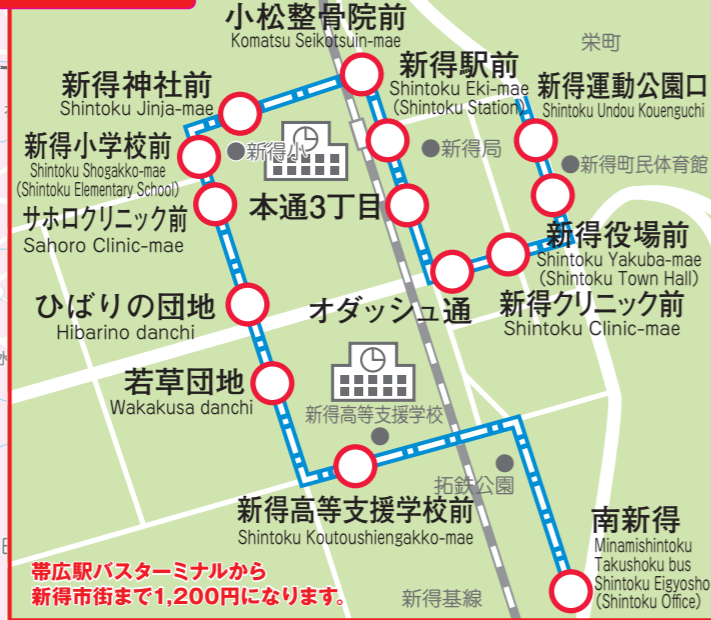 小松整骨院前
Komatsu Seikotsuin-mae
栄町
新得駅前
Shintoku Eki-mae
(Shintoku Station)
新得運動公園口
Shintoku Undou Kouenguchi
新得神社前
Shintoku Jinja-mae
新得小学校前
Shintoku Shogakko-mae
(Shintoku Elementary School)
新得小
新得局
新得町民体育館
サホロクリニック前
Sahoro Clinic-mae
本通3丁目
新得役場前
Shintoku Yakuba-mae
(Shintoku Town Hall)
ひばりの団地
Hibarino danchi
オダッシュ通
新得クリニック前
Shintoku Clinic-mae
若草団地
Wakakusa danchi
新得高等支援学校
新得高等支援学校前
Shintoku Koutoushiengakko-mae
拓鉄公園
南新得
Minamishintoku
Takushoku bus
Shintoku Eigyosho
(Shintoku Office)
帯広駅バスターミナルから
新得市街まで1,200円になります。
新得基線